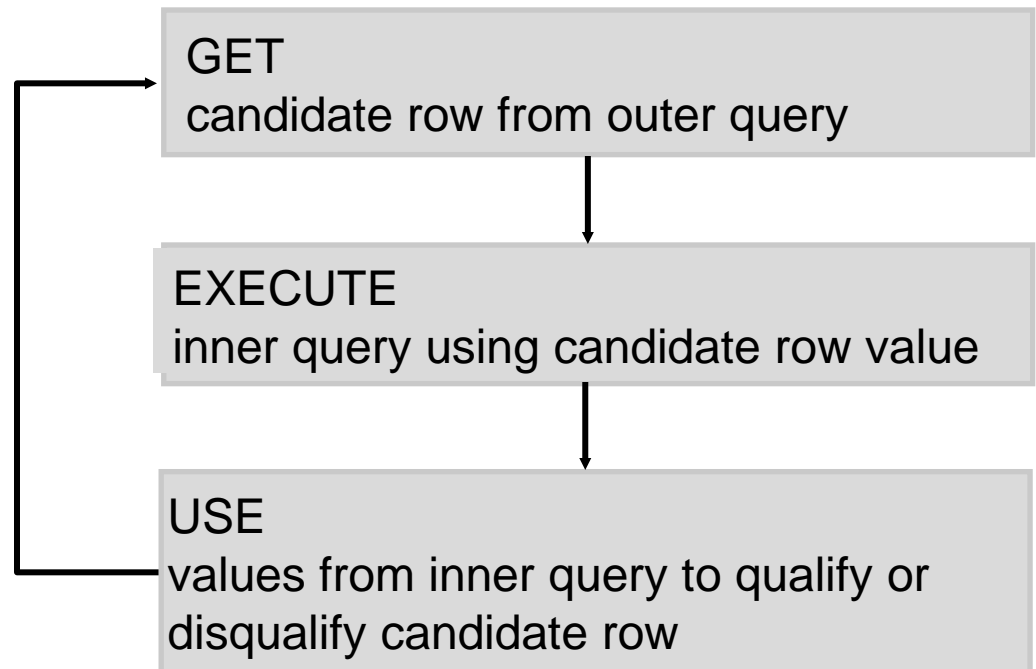 GET
candidate row from outer query
EXECUTE
inner query using candidate row value
USE
values from inner query to qualify or
disqualify candidate row